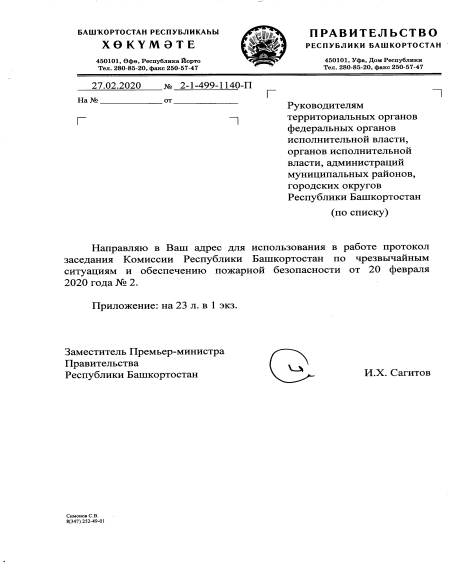 БАШҠОРТОСТАН РЕСПУБЛИКАҺЫ
ХӨКҮМӘТЕ
450101, Өфө, Республика Йорто
Тел. 280-85-20, факс 250-57-47
ПРАВИТЕЛЬСТВО
РЕСПУБЛИКИ БАШКОРТОСТАН
450101, Уфа, Дом Республики
Тел. 280-85-20, факс 250-57-47
27.02.2020 № 2-1-499-1140-П
На № от
Руководителям
территориальных органов
федеральных органов
исполнительной власти,
органов исполнительной
власти, администраций
муниципальных районов,
городских округов
Республики Башкортостан
(по списку)
Направляю в Ваш адрес для использования в работе протокол
заседания Комиссии Республики Башкортостан по чрезвычайным
ситуациям и обеспечению пожарной безопасности от 20 февраля
2020 года № 2.
Приложение: на 23 л. в 1 экз.
Заместитель Премьер-министра
Правительства
Республики Башкортостан
И.Х. Сагитов
Симонов С.В.
8(347) 252-49-01